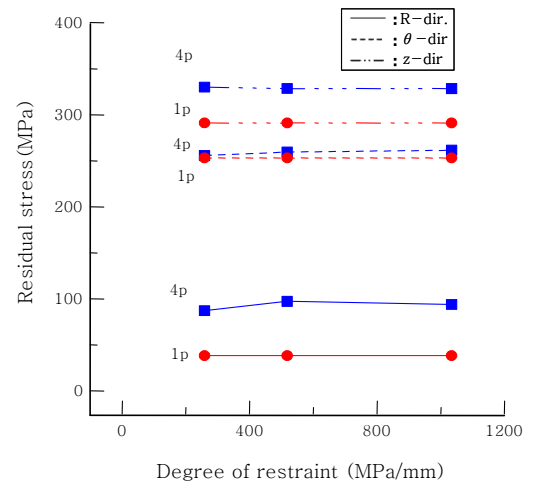 400
: R-dir.
: θ-dir
: z-dir
4p
300
1p
4p
1p
200
4p
100
1p
0
Residual stress(MPa)
0 400 800 1200
Degree of restraint (MPa/mm)